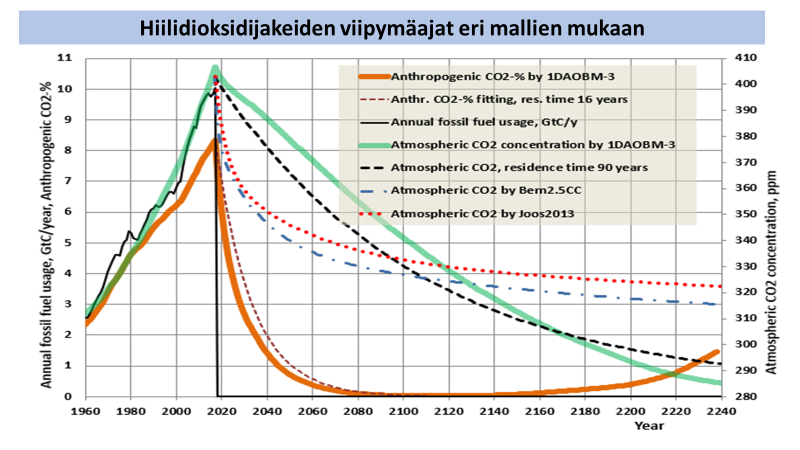 Hiilidioksidijakeiden viipymäajat eri mallien mukaan
Annual fossil fuel usage, GtC/year, Anthropogenic CO2-%
11
10
9
8
7
6
5
4
3
2
1
0
Anthropogenic CO2-% by 1DAOBM-3
Anthr. CO2-% fitting, res. time 16 years
Annual fossil fuel usage, GtC/y
Atmospheric CO2 concentration by 1DAOBM-3
Atmospheric CO2, residence time 90 years
Atmospheric CO2 by Bern2.5CC
Atmospheric CO2 by Joos2013
410
400
390
380
370
360
350
340
330
320
310
300
290
280
Atmospheric CO2 concentration, ppm
1960 1980 2000 2020 2040 2060 2080 2100 2120 2140 2160 2180 2200 2220 2240
Year